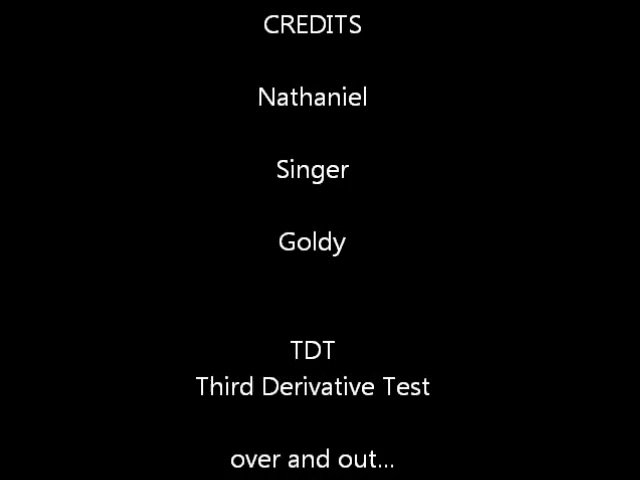 CREDITS
Nathaniel
Singer
Goldy
TDT
Third Derivative Test
over and out...